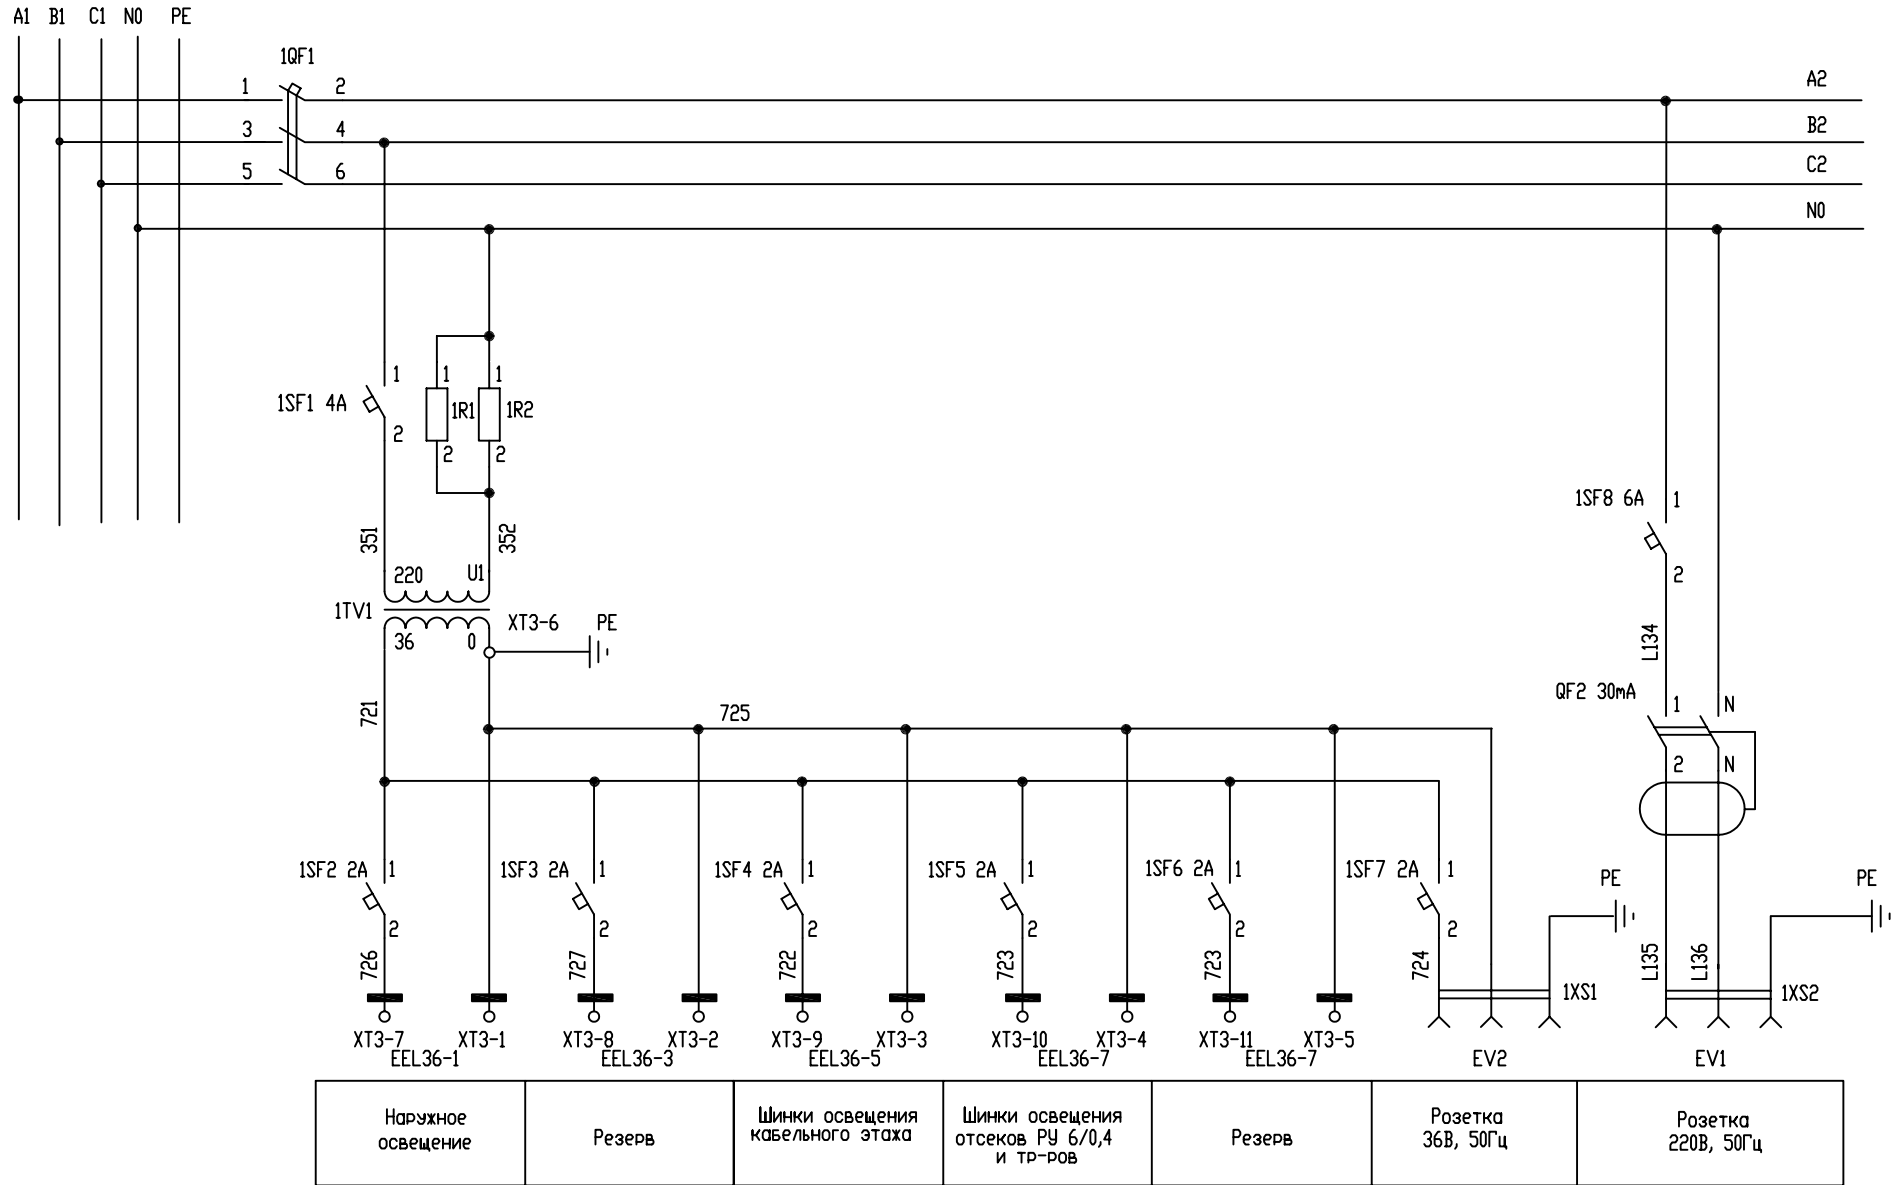 A1 B1 C1 N0 PE
1QF1
1 2
A2
3 4
B2
5 6
C2
N0
1 1 1
1SF1 4A 1R1 1R2
2 2 2
1SF8 6A 1
351 352
2
220 U1
1TV1
36 0
XT3-6 PE
L134
QF2 30mA 1 N
721
725
2 N
1SF2 2A 1
1SF3 2A 1
1SF4 2A 1
1SF5 2A 1
1SF6 2A 1
1SF7 2A 1
PE PE
2 2 2 2 2 2
726 727 722 723 723 724 L135 L136
1XS1 1XS2
XT3-7 XT3-1 XT3-8 XT3-2 XT3-9 XT3-3 XT3-10 XT3-4 XT3-11 XT3-5
EEL36-1 EEL36-3 EEL36-5 EEL36-7 EEL36-7 EV2 EV1
Наружное
освещение
Резерв
Шинки освещения
кабельного этажа
Шинки освещения
отсеков РУ 6/0,4
и тр-ров
Резерв
Розетка
36В, 50Гц
Розетка
220В, 50Гц